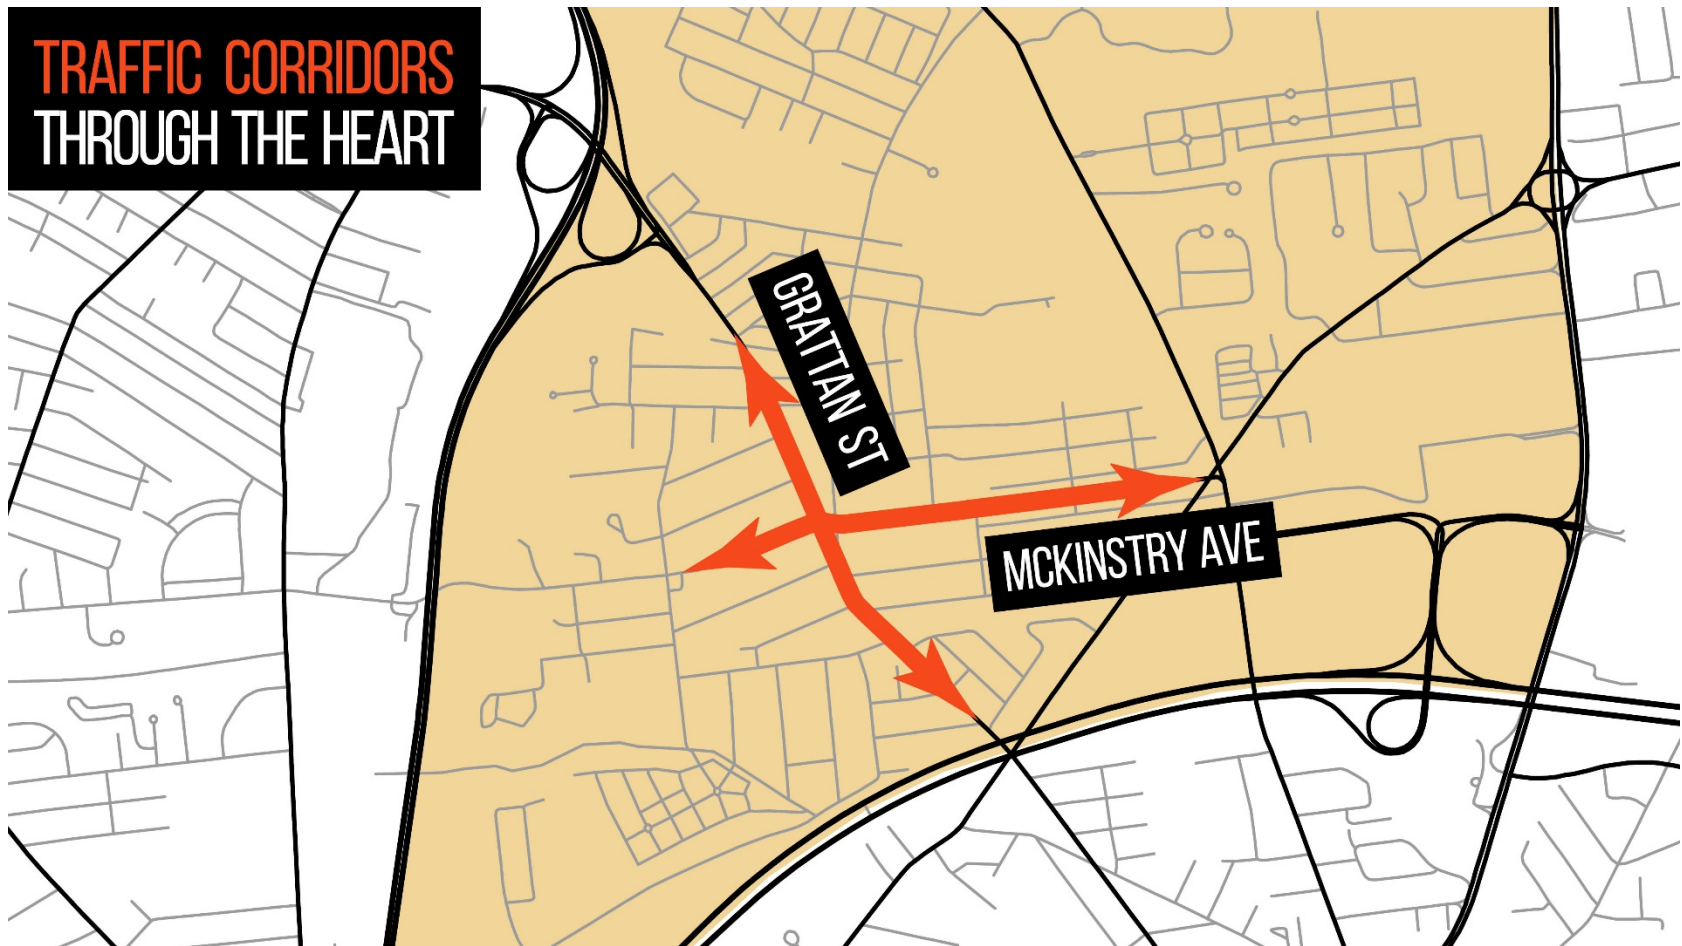 TRAFFIC CORRIDORS
THROUGH THE HEART
GRATTAN ST
MCKINSTRY AVE